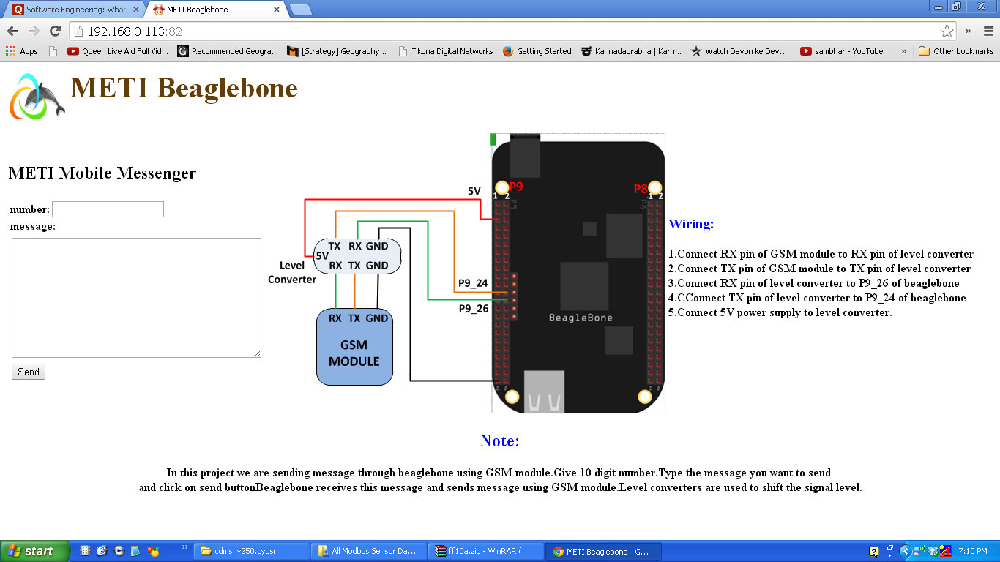 Software Engineering: What
METI Beaglebone
192.168.0.113:82
Apps
Queen Live Aid Full Vid...
Recommended Geogra...
[Strategy] Geography...
Tikona Digital Networks
Getting Started
Kannadaprabha | Karn...
Watch Devon ke Dev....
sambhar - YouTube
Other bookmarks
METI Beaglebone
METI Mobile Messenger
number:
message:
Send
5V
TX RX GND
5V
RX TX GND
Level
Converter
RX TX GND
GSM
MODULE
P9_24
P9_26
P9
1 2
P8
1 2
BeagleBone
Wiring:
1.Connect RX pin of GSM module to RX pin of level converter
2.Connect TX pin of GSM module to TX pin of level converter
3.Connect RX pin of level converter to P9_26 of beaglebone
4.CConnect TX pin of level converter to P9_24 of beaglebone
5.Connect 5V power supply to level converter.
Note:
In this project we are sending message through beaglebone using GSM module.Give 10 digit number.Type the message you want to send
and click on send buttonBeaglebone receives this message and sends message using GSM module.Level converters are used to shift the signal level.
start
cdms_v250.cydsn
All Modbus Sensor Da...
ff10a.zip - WinRAR (...
METI Beaglebone - G...
7:10 PM